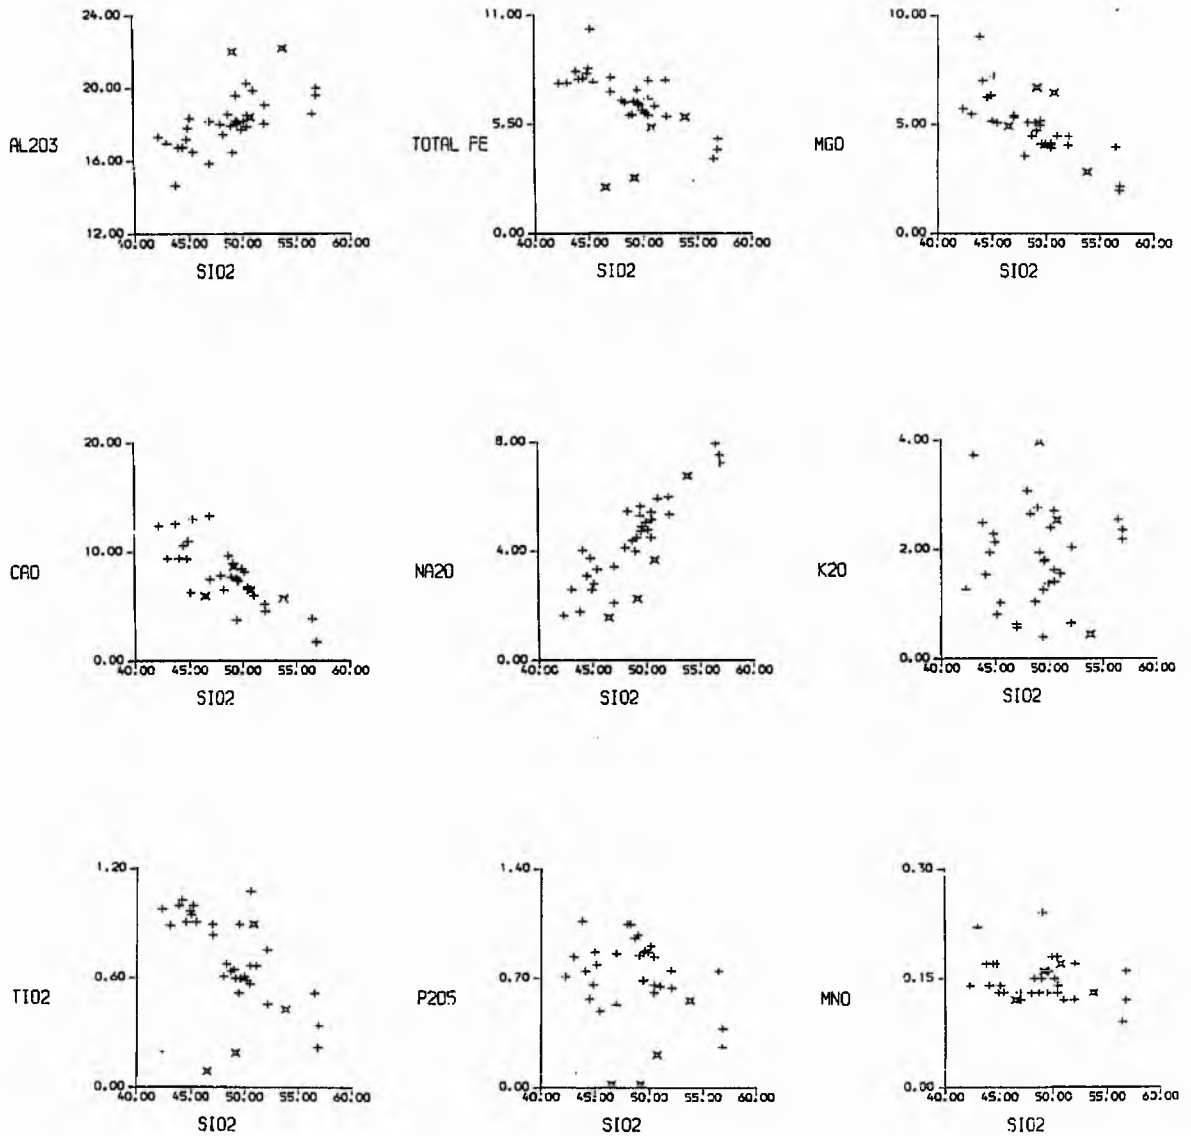 24.00
20.00
AL2O3
16.00
12.00
40.00 45.00 50.00 55.00 60.00
SIO2
11.00
TOTAL FE
5.50
0.00
40.00 45.00 50.00 55.00 60.00
SIO2
10.00
MGO
5.00
0.00
40.00 45.00 50.00 55.00 60.00
SIO2
20.00
10.00
CAO
0.00
40.00 45.00 50.00 55.00 60.00
SIO2
8.00
NA2O
4.00
0.00
40.00 45.00 50.00 55.00 60.00
SIO2
4.00
K2O
2.00
0.00
40.00 45.00 50.00 55.00 60.00
SIO2
1.20
0.60
TIO2
0.00
40.00 45.00 50.00 55.00 60.00
SIO2
1.40
P2O5
0.70
0.00
40.00 45.00 50.00 55.00 60.00
SIO2
0.30
MNO
0.15
0.00
40.00 45.00 50.00 55.00 60.00
SIO2